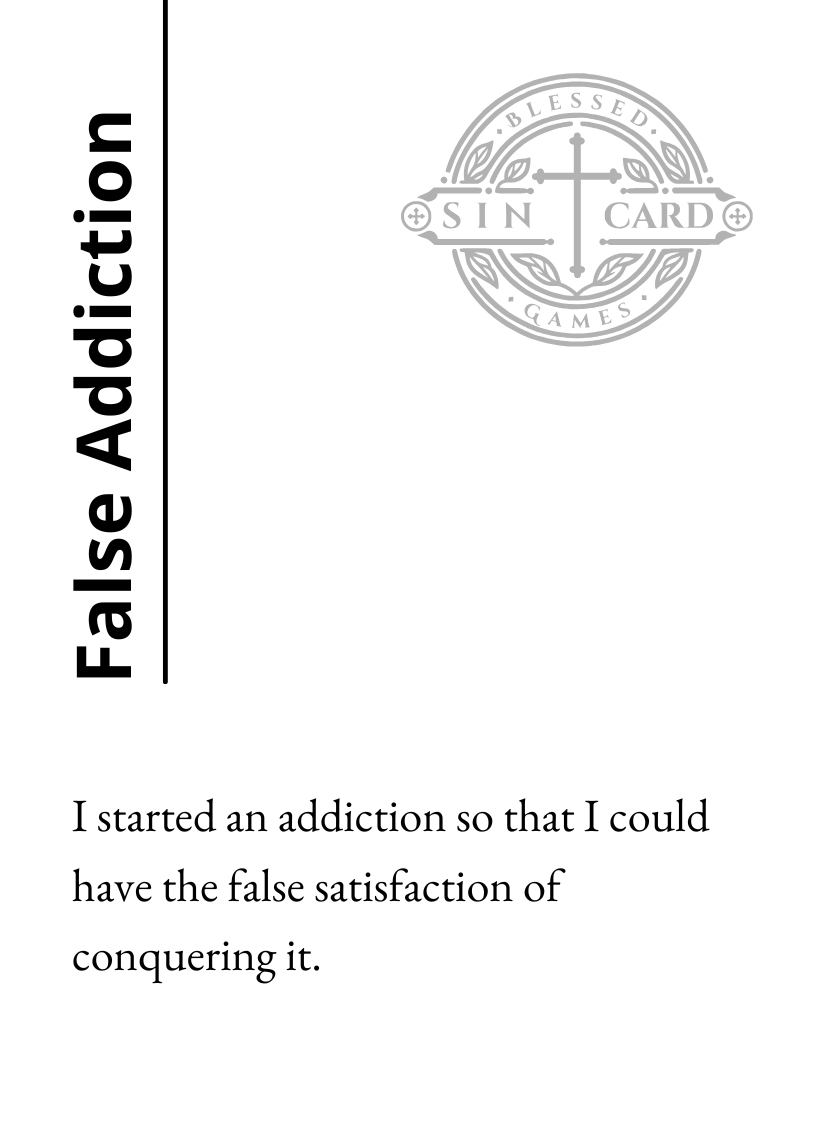 False Addiction
BLESSED
SIN CARD
GAMES
I started an addiction so that I could
have the false satisfaction of
conquering it.